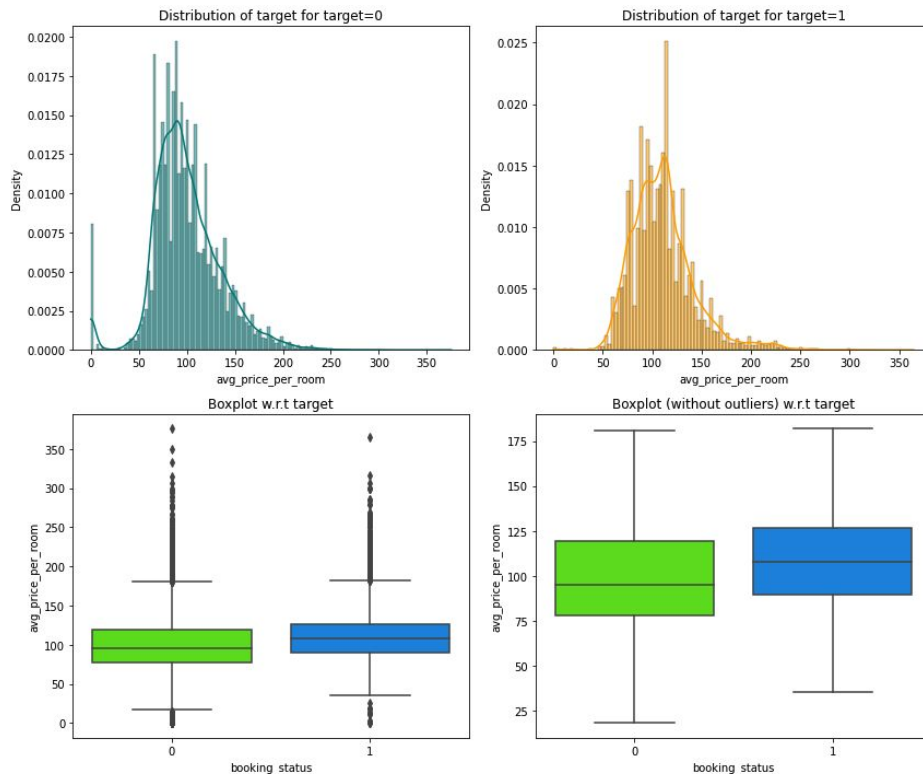 Distribution of target for target=0
0.0200
0.0175
0.0150
0.0125
0.0100
0.0075
0.0050
0.0025
0.0000
Density
0 50 100 150 200 250 300 350
avg_price_per_room
Distribution of target for target=1
0.025
0.020
0.015
0.010
0.005
0.000
Density
0 50 100 150 200 250 300 350
avg_price_per_room
Boxplot w.r.t target
350
300
250
200
150
100
50
0
avg_price_per_room
0 1
booking_status
Boxplot (without outliers) w.r.t target
175
150
125
100
75
50
25
avg_price_per_room
0 1
booking_status